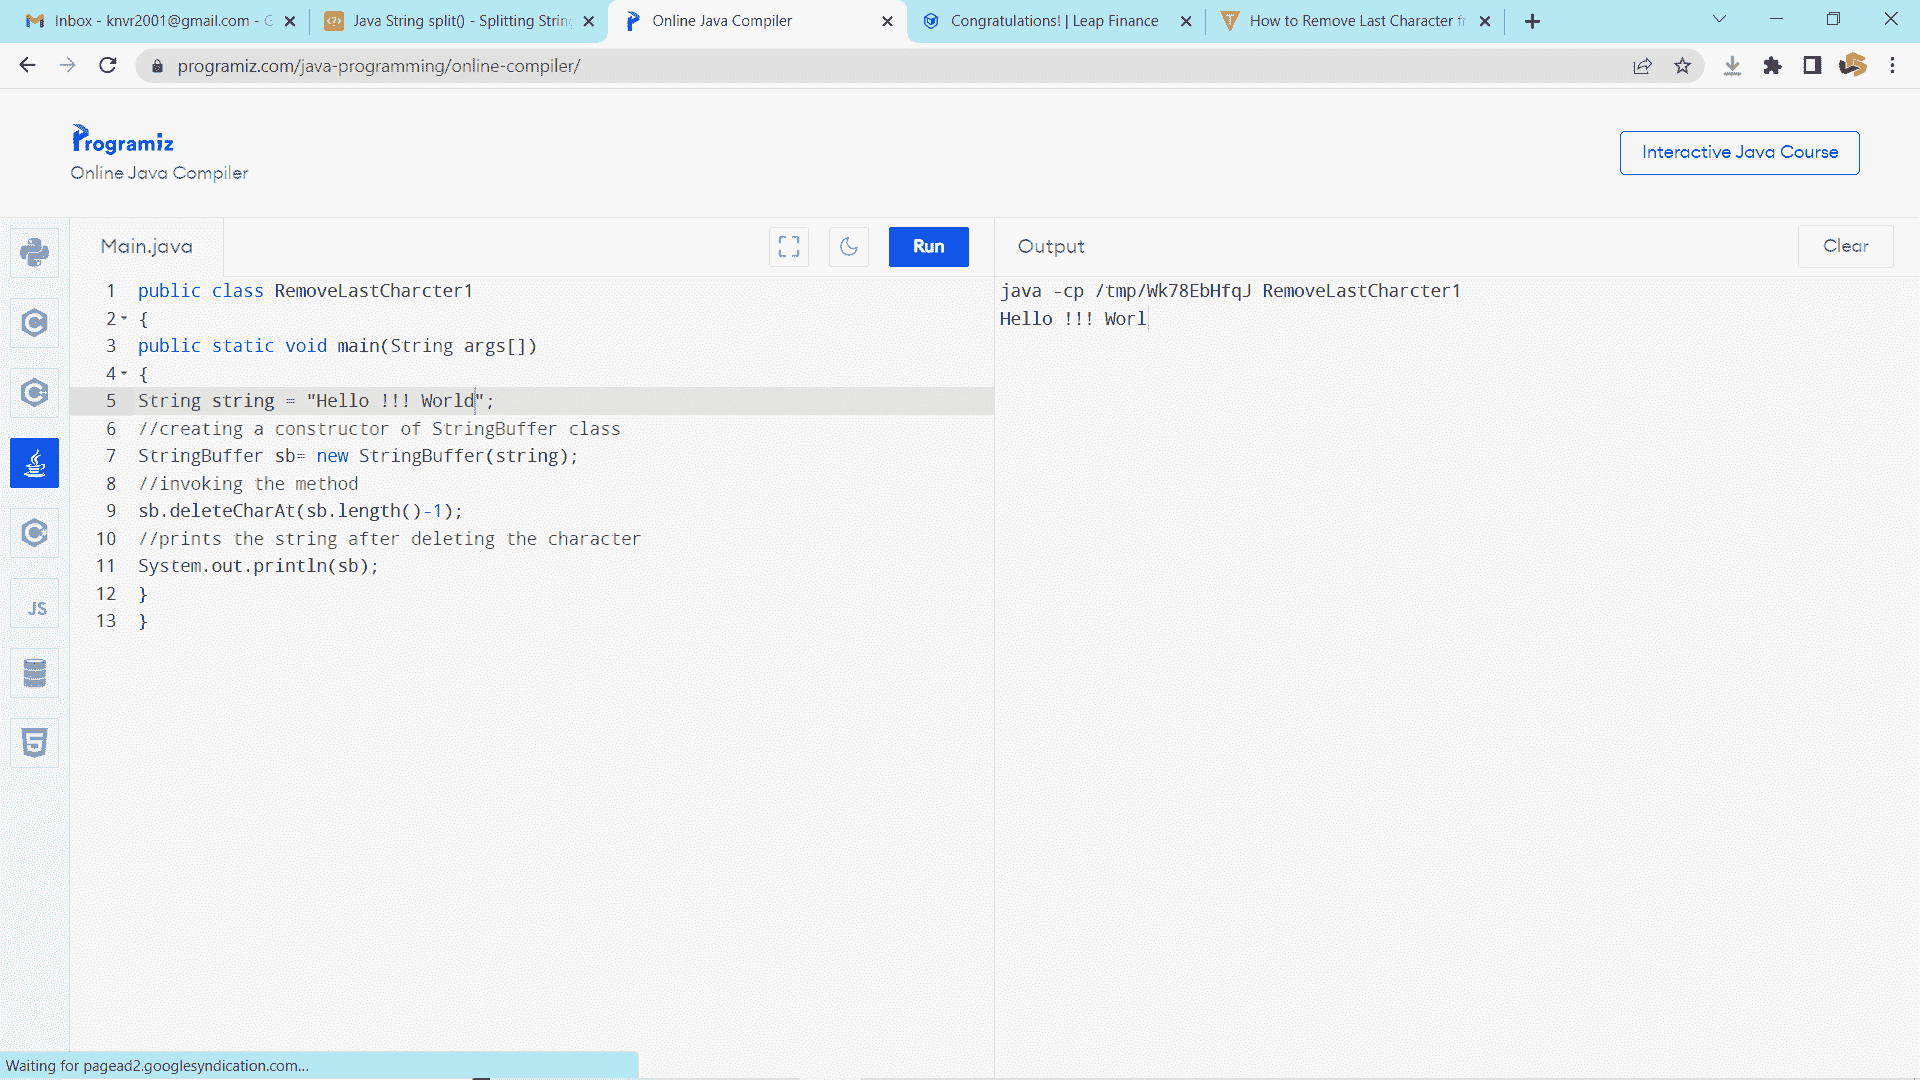 Inbox - knvr2001@gmail.com - G
Java String split() - Splitting String
Online Java Compiler
Congratulations! | Leap Finance
How to Remove Last Character fr
programiz.com/java-programming/online-compiler/
Programiz
Online Java Compiler
Interactive Java Course
Main.java
Run
Output
Clear
1 public class RemoveLastCharcter1
2 {
3 public static void main(String args[])
4 {
5 String string = "Hello !!! World";
6 //creating a constructor of StringBuffer class
7 StringBuffer sb= new StringBuffer(string);
8 //invoking the method
9 sb.deleteCharAt(sb.length()-1);
10 //prints the string after deleting the character
11 System.out.println(sb);
12 }
13 }
java -cp /tmp/Wk78EbHfqJ RemoveLastCharcter1
Hello !!! Worl
JS
Waiting for pagead2.googlesyndication.com...